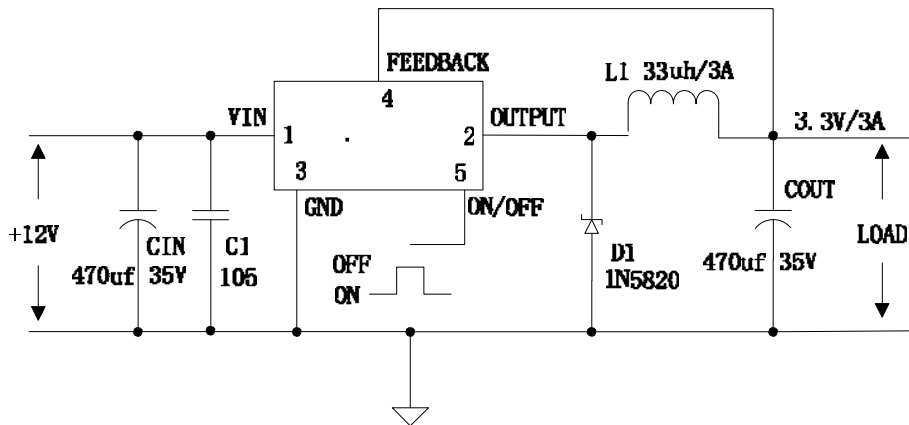 FEEDBACK
L1 33uh/3A
4
VIN
OUTPUT
3.3V/3A
1
2
3
5
GND
ON/OFF
COUT
+12V
CIN
C1
OFF
D1
LOAD
470uf 35V
105
ON
1N5820
470uf 35V